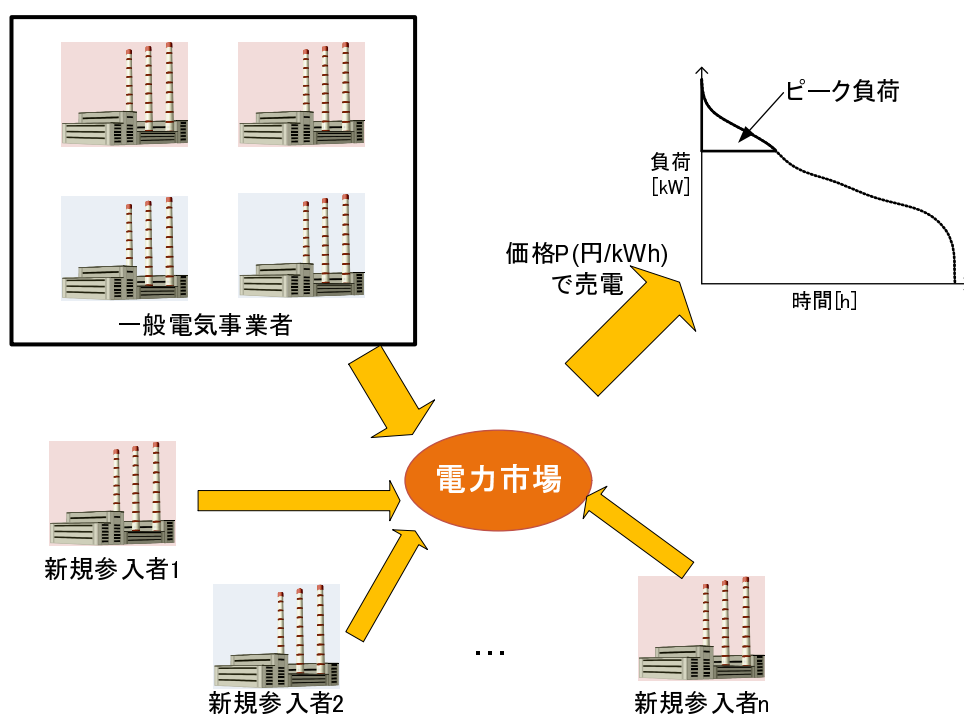 ピーク負荷
負荷
[kW]
価格P(円/kWh)
で売電
時間[h]
一般電気事業者
電力市場
新規参入者1
新規参入者2
…
新規参入者n